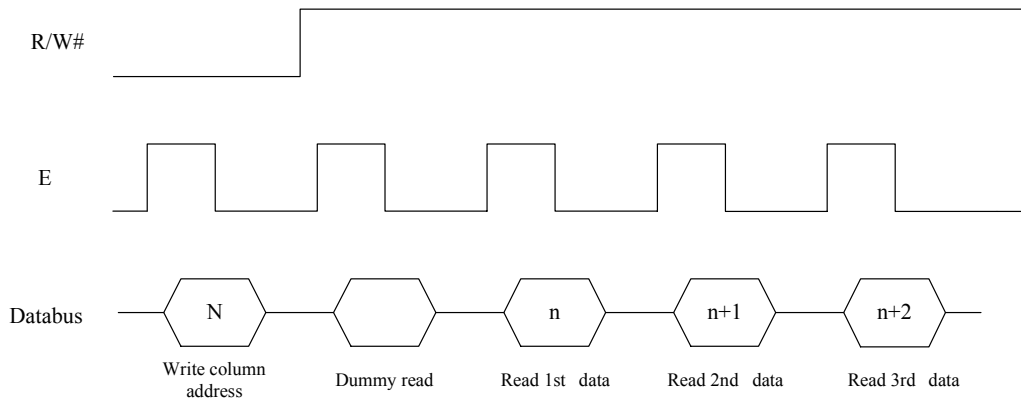 R/W#
E
Databus
N
n
n+1
n+2
Write column
address
Dummy read
Read 1st data
Read 2nd data
Read 3rd data